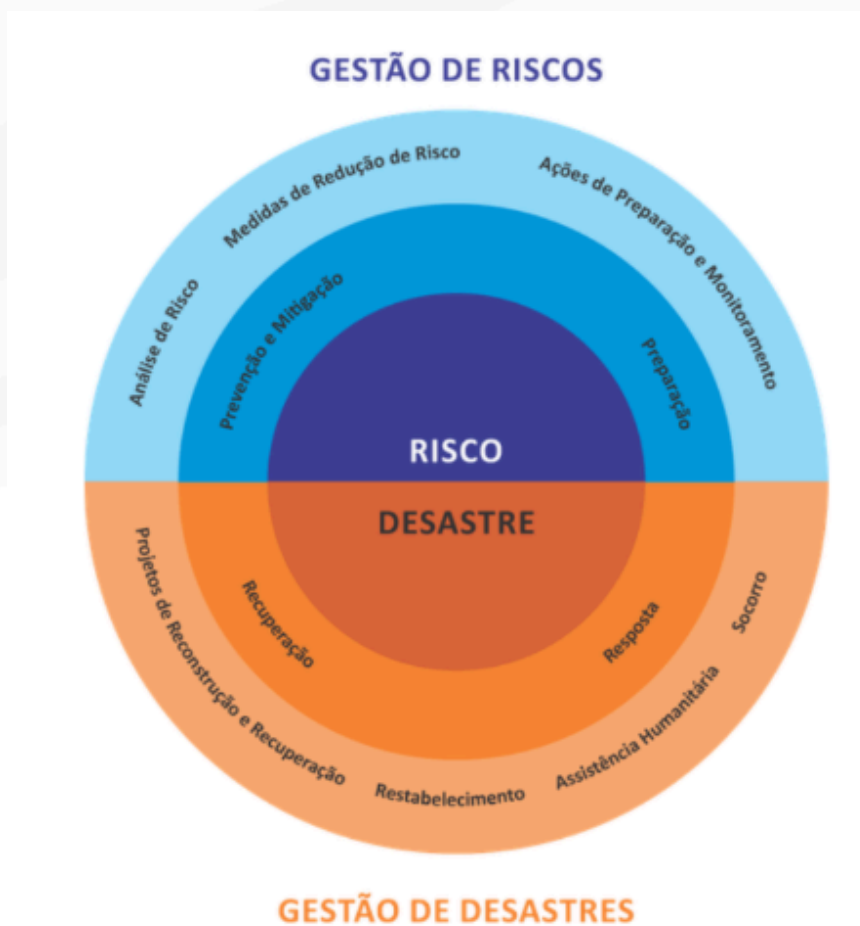 GESTÃO DE RISCOS
Medidas de Redução de Risco
Ações de Preparação e Monitoramento
Análise de Risco
Prevenção e Mitigação
Preparação
RISCO
DESASTRE
Recuperação
Resposta
Socorro
Projetos de Reconstrução e Recuperação
Restabelecimento
Assistência Humanitária
GESTÃO DE DESASTRES